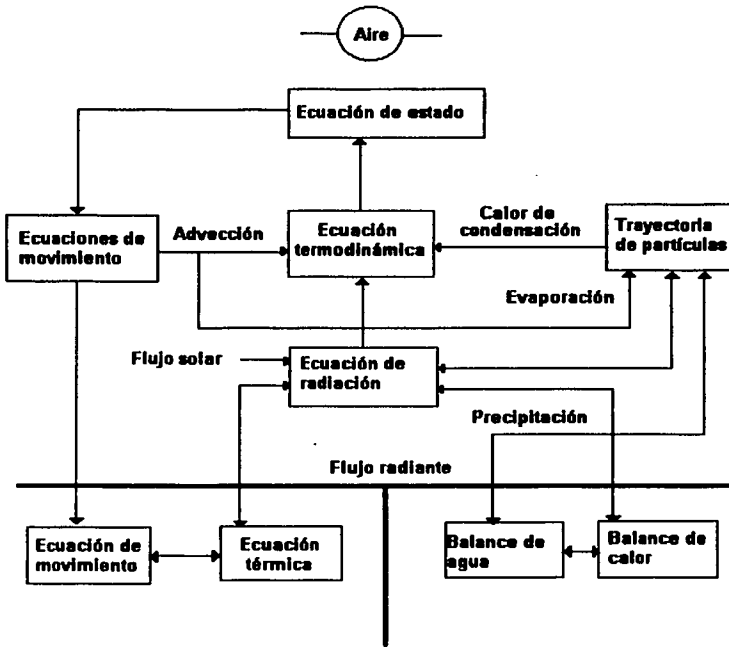 Aire
Ecuación de estado
Ecuaciones de
movimiento
Advección
Ecuación
termodinámica
Calor de
condensación
Trayectoria
de partículas
Evaporación
Flujo solar
Ecuación de
radiación
Precipitación
Flujo radiante
Ecuación de
movimiento
Ecuación
térmica
Balance de
agua
Balance de
calor